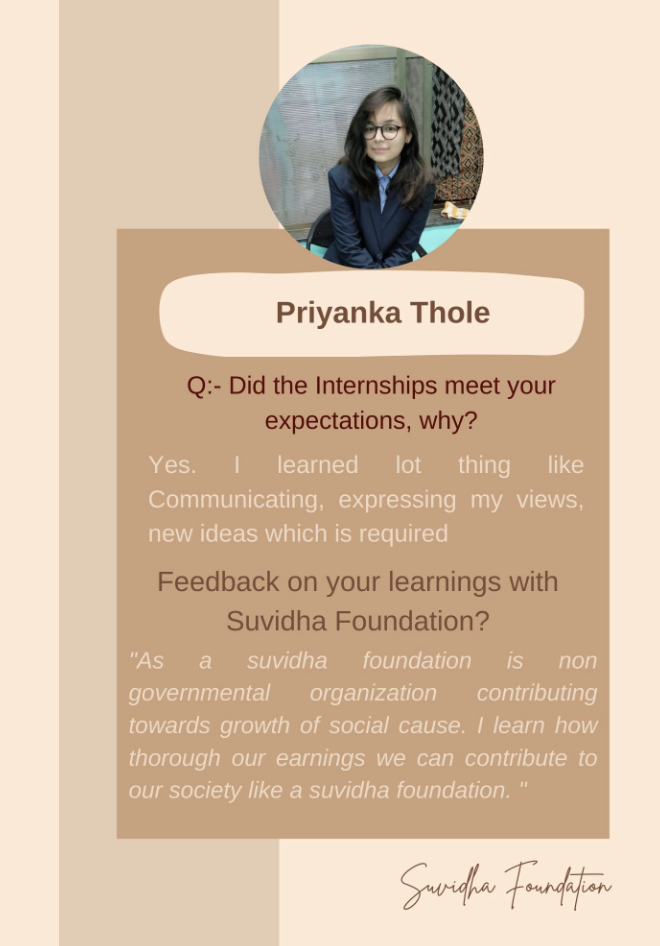 Priyanka Thole
Q:- Did the Internships meet your
expectations, why?
Yes. I learned lot thing like
Communicating, expressing my views,
new ideas which is required
Feedback on your learnings with
Suvidha Foundation?
"As a suvidha foundation is non
governmental organization contributing
towards growth of social cause. I learn how
thorough our earnings we can contribute to
our society like a suvidha foundation. "
Suvidha Foundation